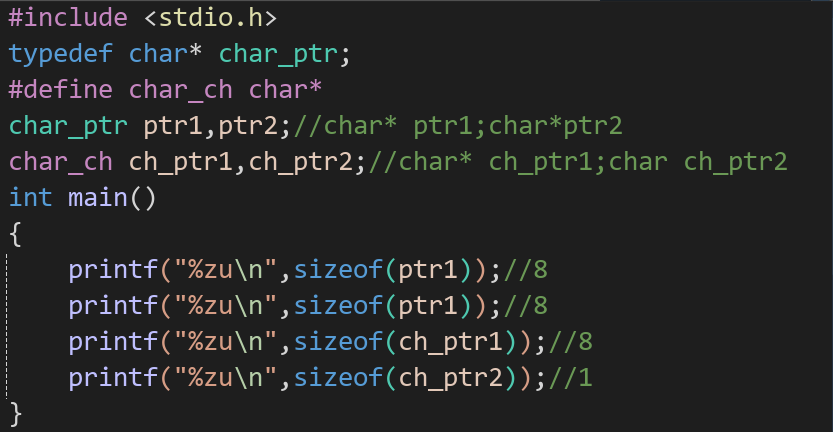 #include <stdio.h>
typedef char* char_ptr;
#define char_ch char*
char_ptr ptr1,ptr2;//char* ptr1;char*ptr2
char_ch ch_ptr1,ch_ptr2;//char* ch_ptr1;char ch_ptr2
int main()
{
    printf("%zu\n",sizeof(ptr1));//8
    printf("%zu\n",sizeof(ptr1));//8
    printf("%zu\n",sizeof(ch_ptr1));//8
    printf("%zu\n",sizeof(ch_ptr2));//1
}